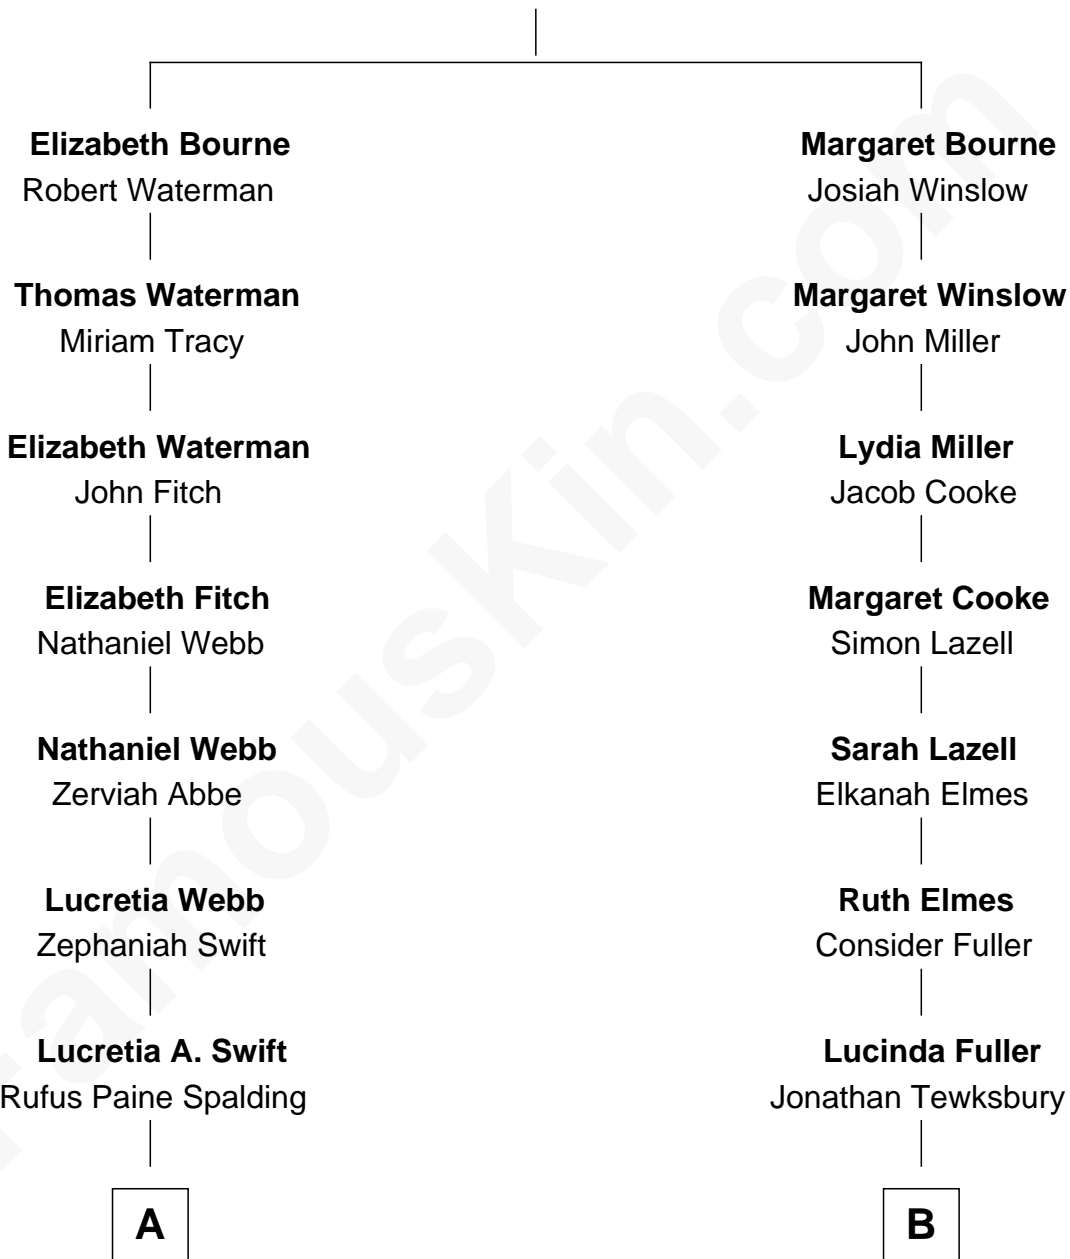 Elizabeth Bourne
Robert Waterman
Margaret Bourne
Josiah Winslow
Thomas Waterman
Miriam Tracy
Margaret Winslow
John Miller
Elizabeth Waterman
John Fitch
Lydia Miller
Jacob Cooke
Elizabeth Fitch
Nathaniel Webb
Margaret Cooke
Simon Lazell
Nathaniel Webb
Zerviah Abbe
Sarah Lazell
Elkanah Elmes
Lucretia Webb
Zephaniah Swift
Ruth Elmes
Consider Fuller
Lucretia A. Swift
Rufus Paine Spalding
Lucinda Fuller
Jonathan Tewksbury
A
B
FamousKin.com